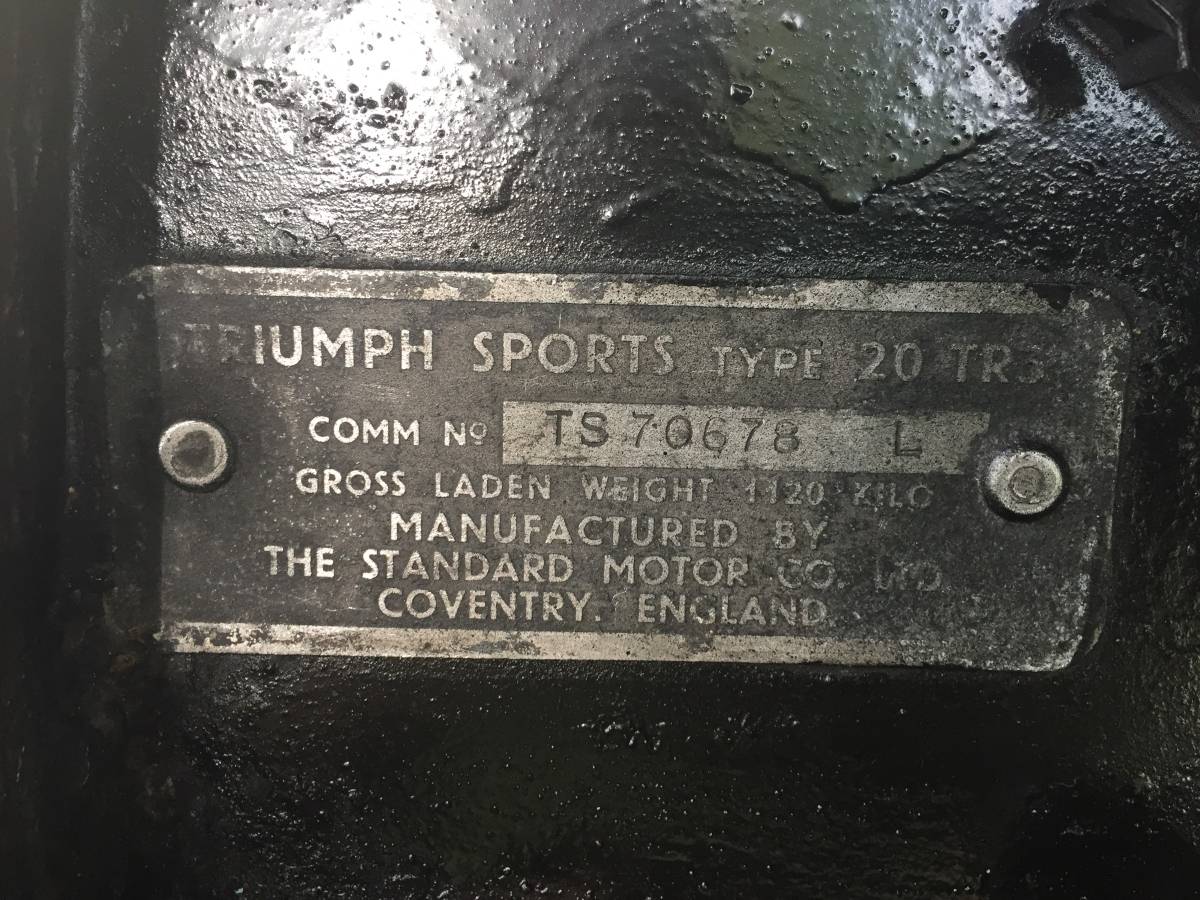 TRIUMPH SPORTS TYPE 20 TR3
COMM Nº TS 70678 L
GROSS LADEN WEIGHT 1120 KILO
MANUFACTURED BY
THE STANDARD MOTOR CO. LTD.
COVENTRY. ENGLAND.